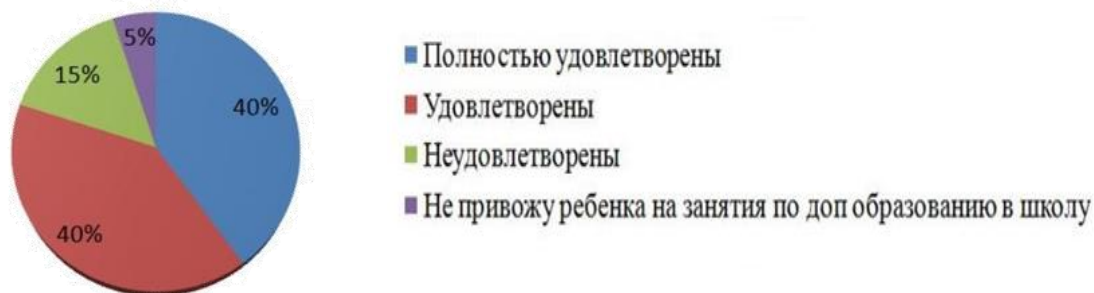 5%
15%
40%
40%
Полностью удовлетворены
Удовлетворены
Неудовлетворены
Не привожу ребенка на занятия по доп образованию в школу